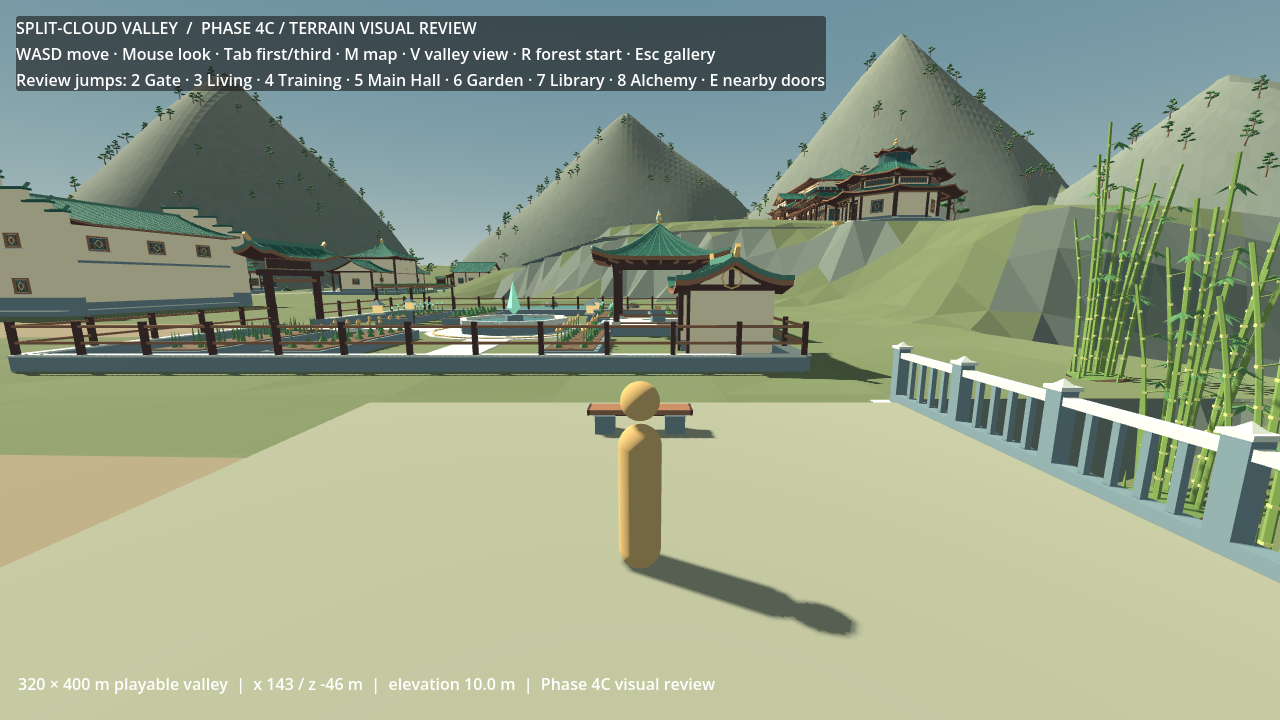 SPLIT-CLOUD VALLEY / PHASE 4C / TERRAIN VISUAL REVIEW
WASD move · Mouse look · Tab first/third · M map · V valley view · R forest start · Esc gallery
Review jumps: 2 Gate · 3 Living · 4 Training · 5 Main Hall · 6 Garden · 7 Library · 8 Alchemy · E nearby doors
320 × 400 m playable valley | x 143 / z -46 m | elevation 10.0 m | Phase 4C visual review